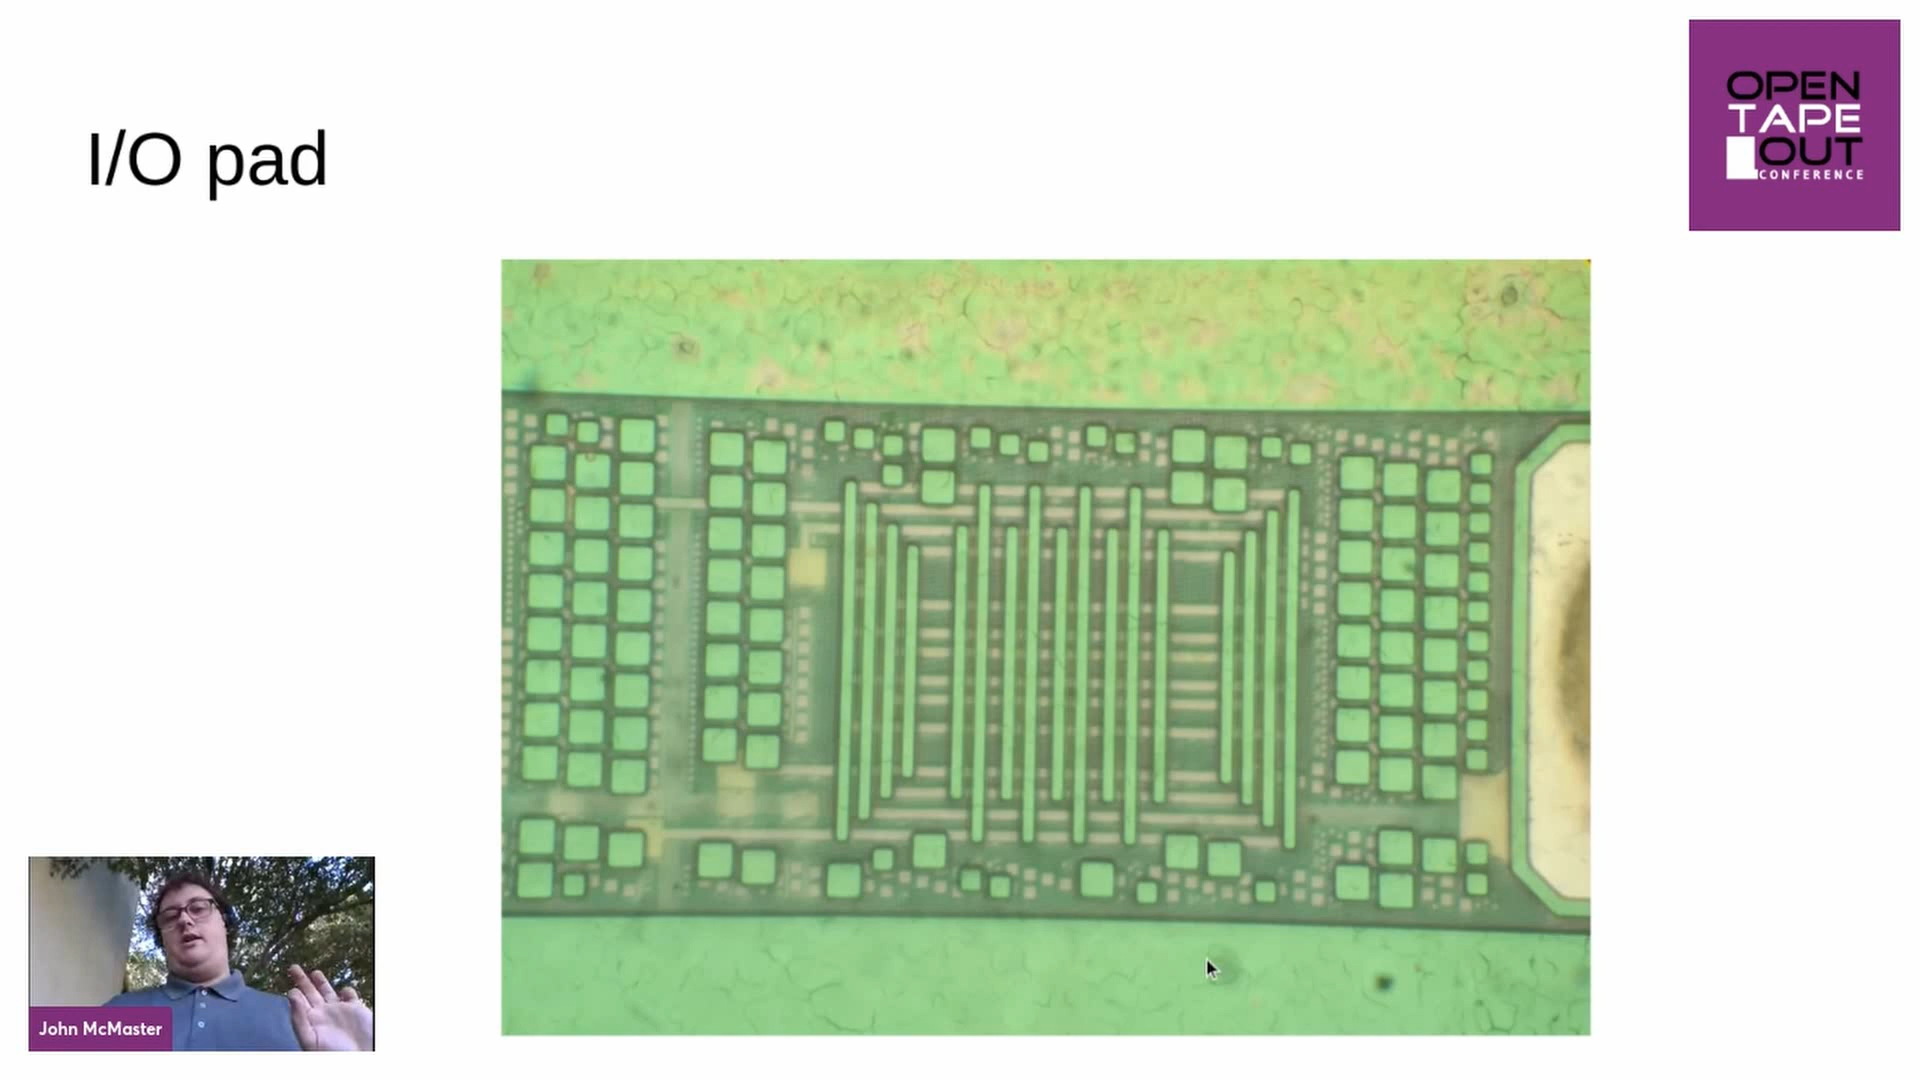 I/O pad
OPEN
TAPE
OUT
CONFERENCE
John McMaster